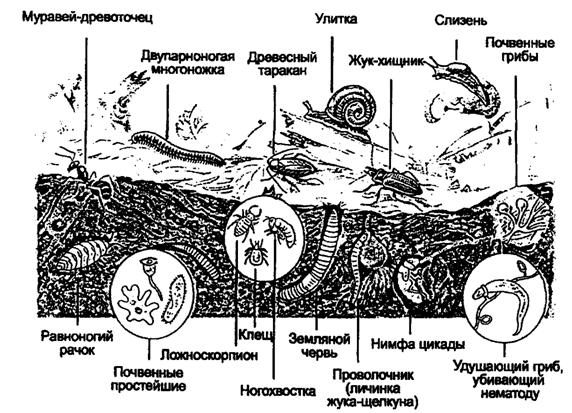 Муравей-древоточец
Улитка
Слизень
Двупарноногая
многоножка
Древесный
таракан
Жук-хищник
Почвенные
грибы
Равноногий
рачок
Почвенные
простейшие
Ложноскорпион
Клещ
Ногохвостка
Земляной
червь
Проволочник
(личинка
жука-щелкуна)
Нимфа цикады
Удушающий гриб,
убивающий
нематоду